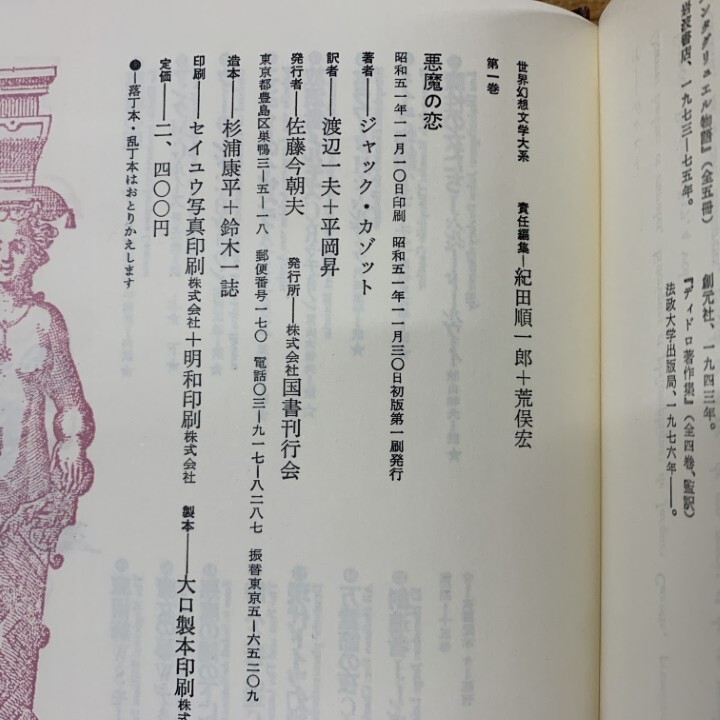 ンタグリュエル物語』(全五冊)
岩波書店、一九七三―七五年。
創元社、一九四三年。
『ディドロ著作集』(全四巻、監訳)
法政大学出版局、一九七六年――。
世界幻想文学大系 責任編集―紀田順一郎+荒俣宏
第一巻
悪魔の恋
昭和五一年一一月一〇日印刷 昭和五一年一一月三〇日初版第一刷発行
著者――ジャック・カゾット
訳者――渡辺一夫+平岡昇
発行者――佐藤今朝夫 発行所――株式会社国書刊行会
東京都豊島区巣鴨三―五―一八 郵便番号一七〇 電話〇三―九一七―八二八七 振替東京五―六五二〇九
造本――杉浦康平+鈴木一誌
印刷――セイユウ写真印刷株式会社+明和印刷株式会社 製本――大口製本印刷株式
定価――二、四〇〇円
●―落丁本・乱丁本はおとりかえします